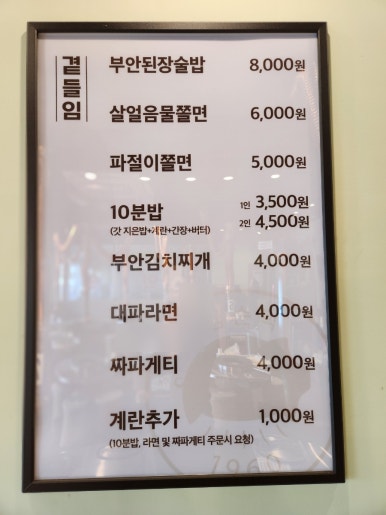 곁들임
부안된장술밥 8,000원
살얼음물쫄면 6,000원
파절이쫄면 5,000원
10분밥 1인 3,500원
(갓 지은밥+계란+간장+버터) 2인 4,500원
부안김치찌개 4,000원
대파라면 4,000원
짜파게티 4,000원
계란추가 1,000원
(10분밥, 라면 및 짜파게티 주문시 요청)
1960